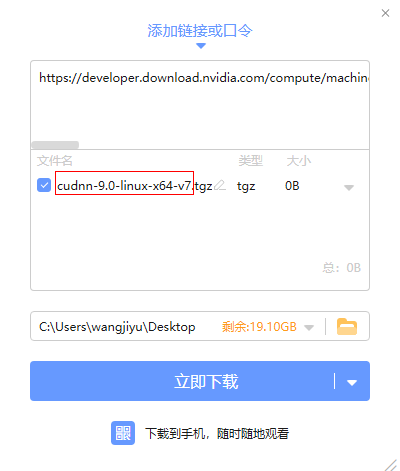 添加链接或口令
https://developer.download.nvidia.com/compute/machine
文件名 类型 大小
cudnn-9.0-linux-x64-v7.tgz tgz 0B
总: 0B
C:\Users\wangjiyu\Desktop 剩余:19.10GB
立即下载
下载到手机，随时随地观看